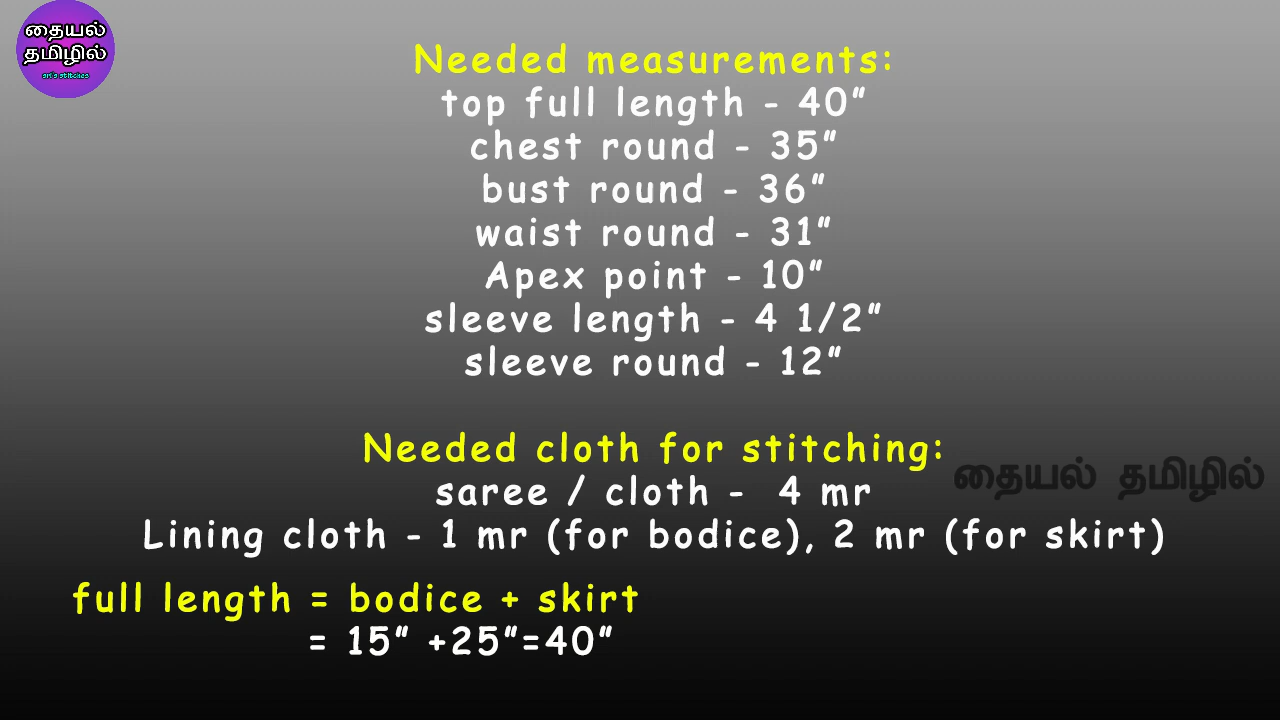 தையல்
தமிழில்
sri's stitches
Needed measurements:
top full length - 40"
chest round - 35"
bust round - 36"
waist round - 31"
Apex point - 10"
sleeve length - 4 1/2"
sleeve round - 12"
Needed cloth for stitching:
தையல் தமிழில்
saree / cloth - 4 mr
Lining cloth - 1 mr (for bodice), 2 mr (for skirt)
full length = bodice + skirt
= 15" +25"=40"